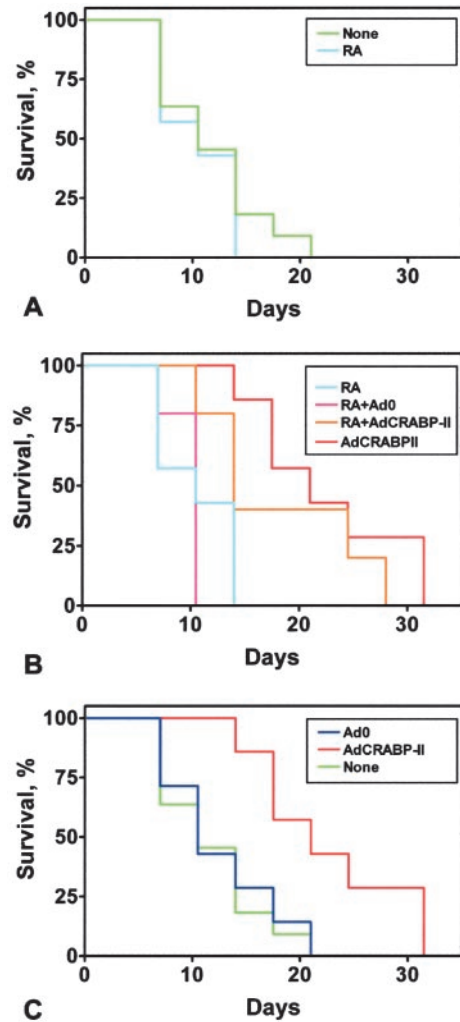 Survival, %
100
75
50
25
0
None
RA
0 10 20 30
Days
A
Survival, %
100
75
50
25
0
RA
RA+Ad0
RA+AdCRABP-II
AdCRABPII
0 10 20 30
Days
B
Survival, %
100
75
50
25
0
Ad0
AdCRABP-II
None
0 10 20 30
Days
C